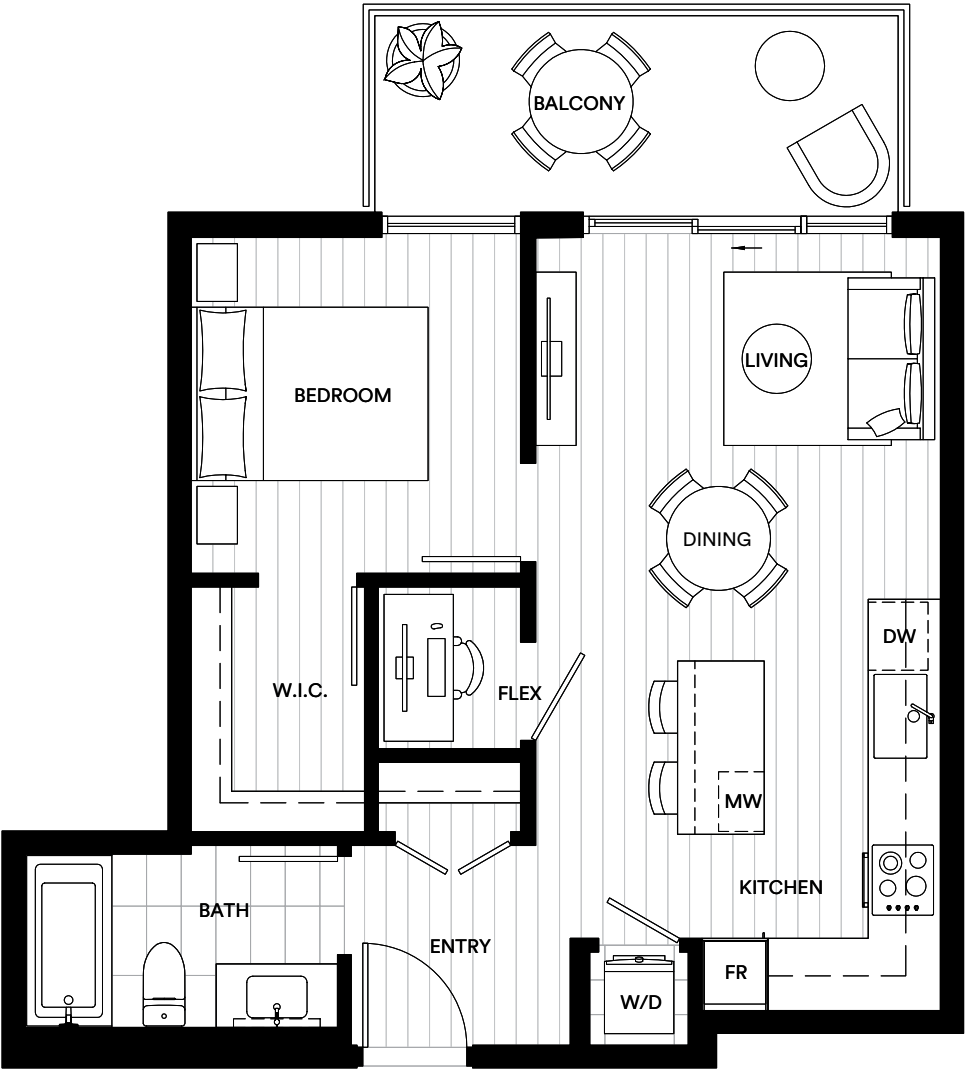 BALCONY
LIVING
BEDROOM
DINING
DW
W.I.C.
FLEX
MW
KITCHEN
BATH
ENTRY
FR
W/D